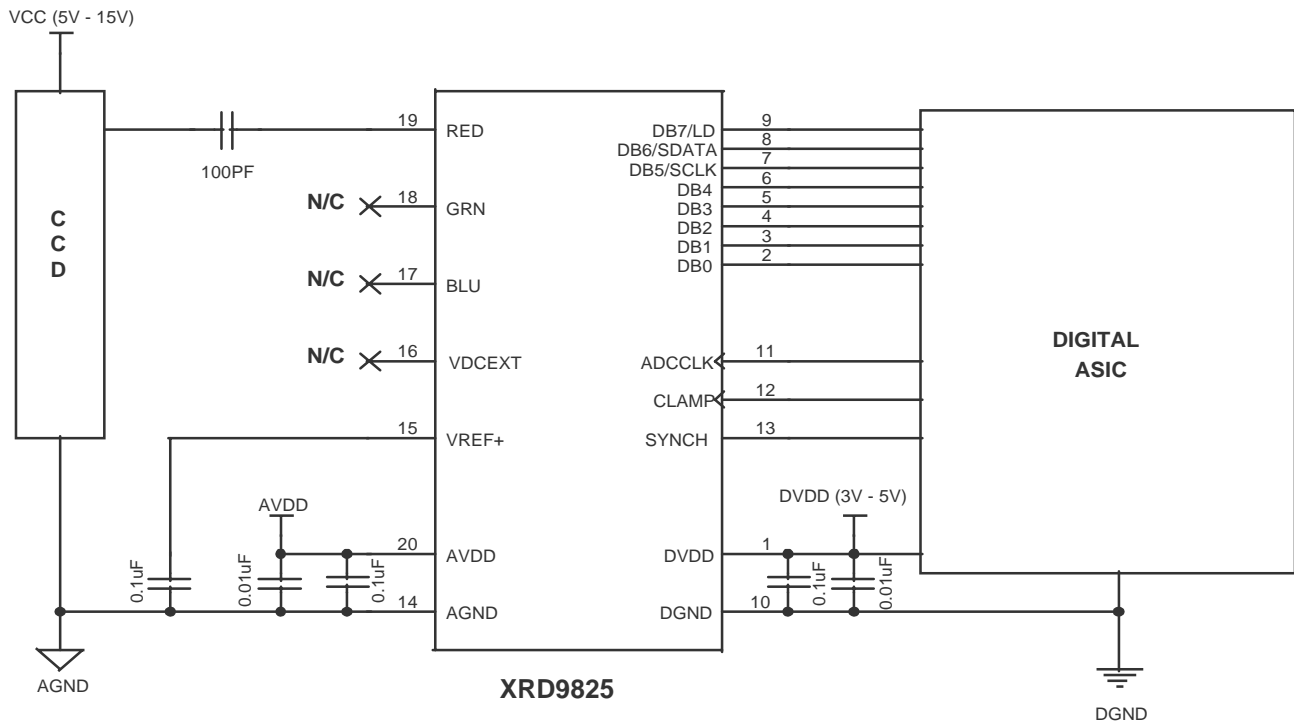 VCC (5V - 15V)
C
C
D
100PF
19
RED
N/C
18
GRN
N/C
17
BLU
N/C
16
VDCEXT
15
VREF+
AVDD
20
AVDD
0.1uF
0.01uF
0.1uF
14
AGND
AGND
XRD9825
DB7/LD
9
DB6/SDATA
8
DB5/SCLK
7
DB4
6
DB3
5
DB2
4
DB1
3
DB0
2
ADCCLK
11
CLAMP
12
SYNCH
13
DVDD (3V - 5V)
DVDD
1
0.1uF
0.01uF
DGND
10
DIGITAL
ASIC
DGND